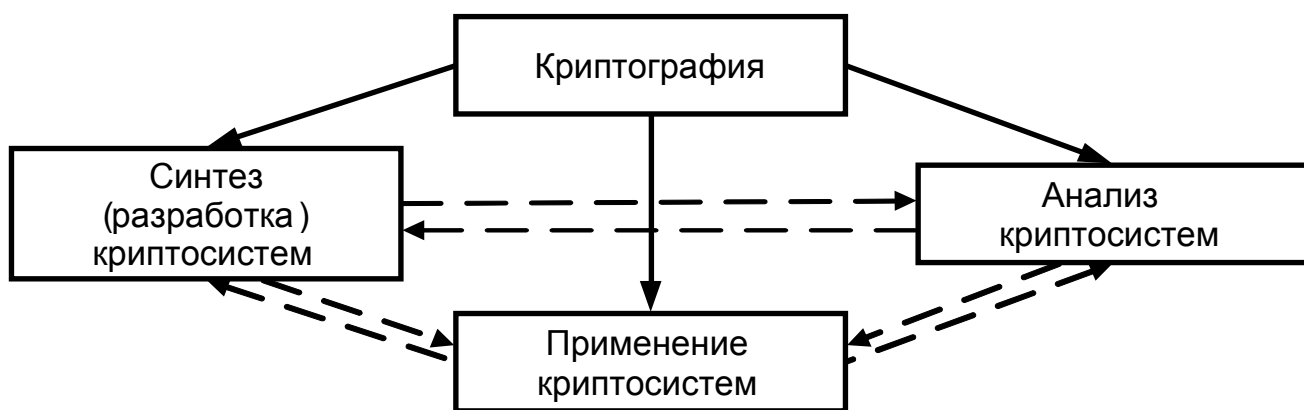 Криптография
Синтез
(разработка)
криптосистем
Анализ
криптосистем
Применение
криптосистем